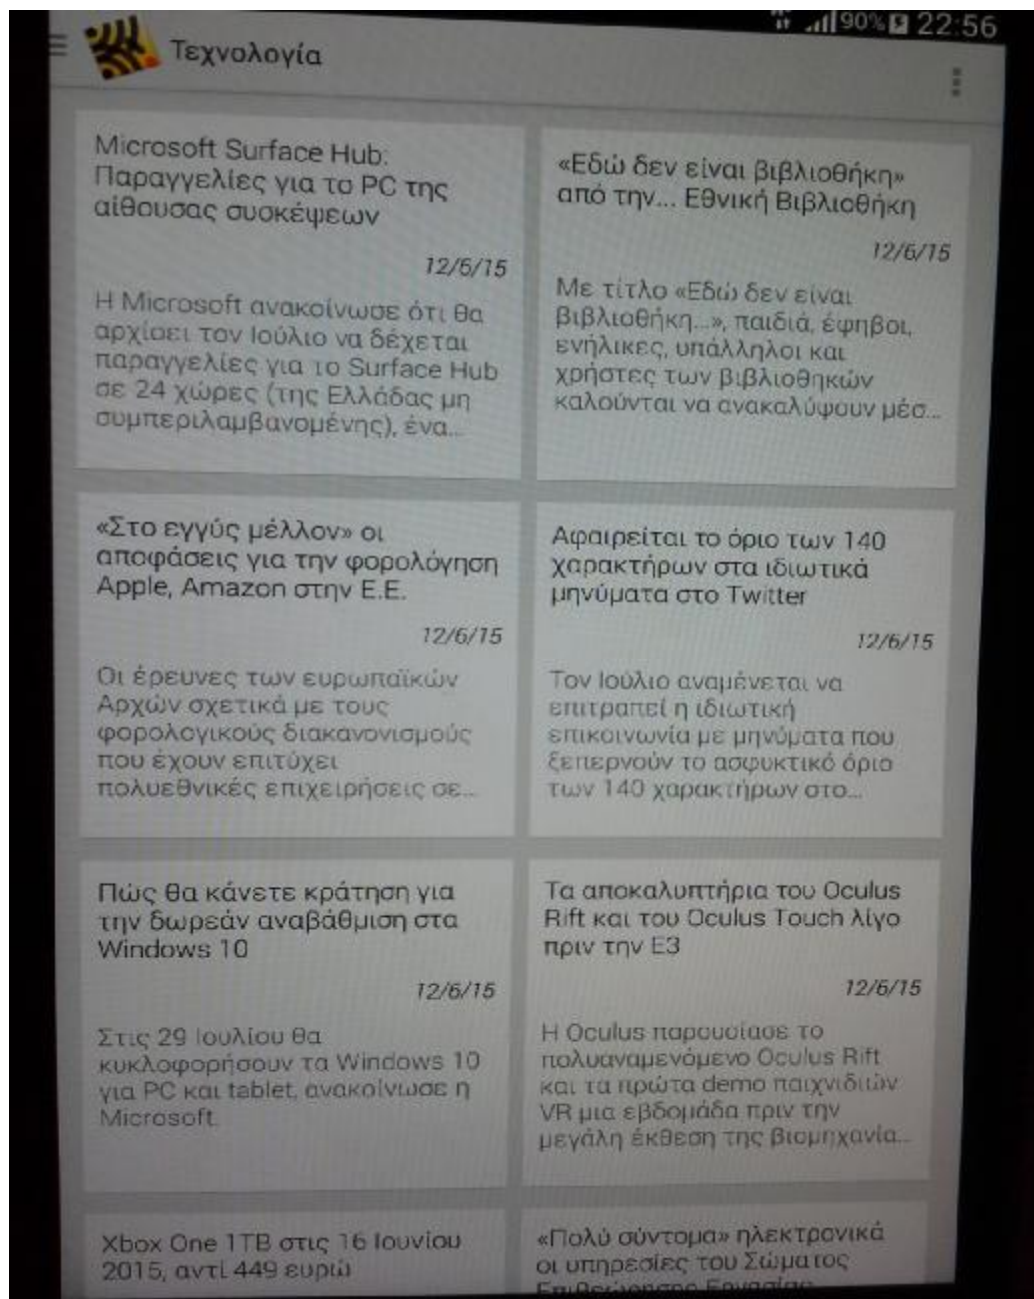 90% 22:56
Τεχνολογία
Microsoft Surface Hub:
Παραγγελίες για το PC της
αίθουσας συσκέψεων
12/6/15
Η Microsoft ανακοίνωσε ότι θα
αρχίσει τον Ιούλιο να δέχεται
παραγγελίες για το Surface Hub
σε 24 χώρες (της Ελλάδας μη
συμπεριλαμβανομένης), ένα...
«Εδώ δεν είναι βιβλιοθήκη»
από την... Εθνική Βιβλιοθήκη
12/6/15
Με τίτλο «Εδώ δεν είναι
βιβλιοθήκη...», παιδιά, έφηβοι,
ενήλικες, υπάλληλοι και
χρήστες των βιβλιοθηκών
καλούνται να ανακαλύψουν μέσ...
«Στο εγγύς μέλλον» οι
αποφάσεις για την φορολόγηση
Apple, Amazon στην Ε.Ε.
12/6/15
Οι έρευνες των ευρωπαϊκών
Αρχών σχετικά με τους
φορολογικούς διακανονισμούς
που έχουν επιτύχει
πολυεθνικές επιχειρήσεις σε...
Αφαιρείται το όριο των 140
χαρακτήρων στα ιδιωτικά
μηνύματα στο Twitter
12/6/15
Τον Ιούλιο αναμένεται να
επιτραπεί η ιδιωτική
επικοινωνία με μηνύματα που
ξεπερνούν το ασφυκτικό όριο
των 140 χαρακτήρων στο...
Πώς θα κάνετε κράτηση για
την δωρεάν αναβάθμιση στα
Windows 10
12/6/15
Στις 29 Ιουλίου θα
κυκλοφορήσουν τα Windows 10
για PC και tablet, ανακοίνωσε η
Microsoft.
Τα αποκαλυπτήρια του Oculus
Rift και του Oculus Touch λίγο
πριν την E3
12/6/15
Η Oculus παρουσίασε το
πολυαναμενόμενο Oculus Rift
και τα πρώτα demo παιχνιδιών
VR μια εβδομάδα πριν την
μεγάλη έκθεση της βιομηχανία...
Xbox One 1TB στις 16 Ιουνίου
2015, αντί 449 ευρώ
«Πολύ σύντομα» ηλεκτρονικά
οι υπηρεσίες του Σώματος
Επιθεώρησης Εργασίας